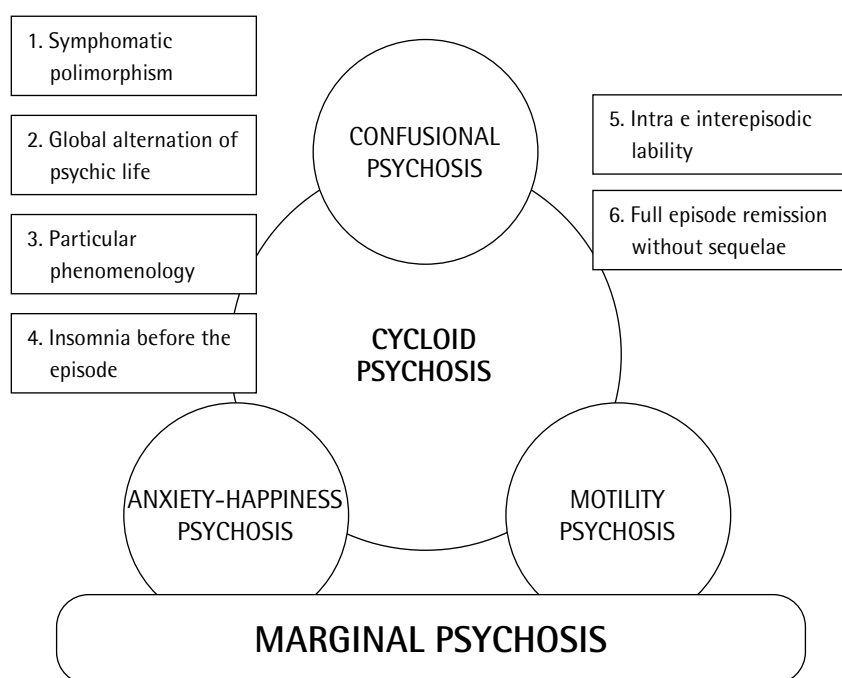 1. Symphomatic
polimorphism
2. Global alternation of
psychic life
3. Particular
phenomenology
4. Insomnia before the
episode
CONFUSIONAL
PSYCHOSIS
5. Intra e interepisodic
lability
6. Full episode remission
without sequelae
CYCLOID
PSYCHOSIS
ANXIETY-HAPPINESS
PSYCHOSIS
MOTILITY
PSYCHOSIS
MARGINAL PSYCHOSIS